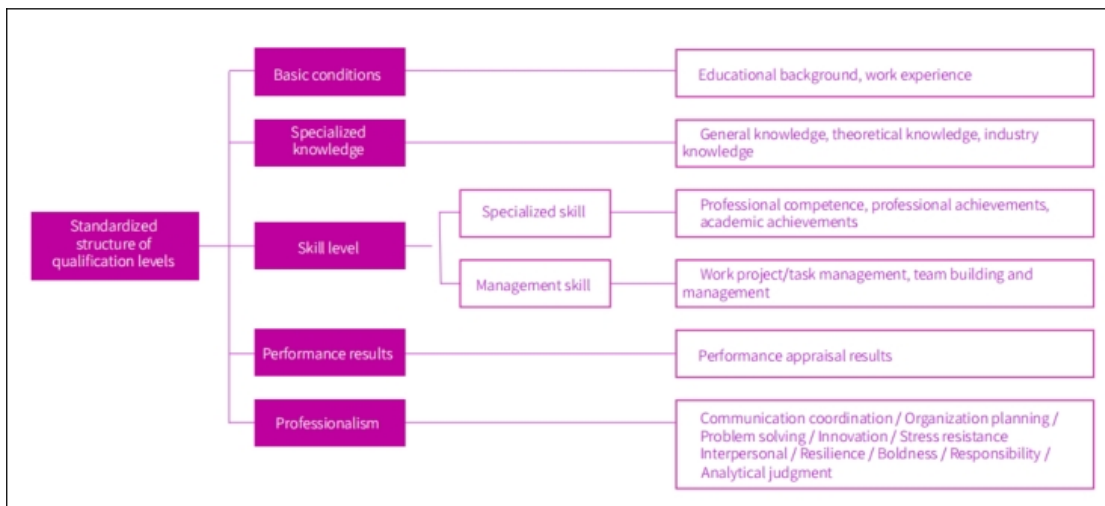 Basic conditions
Educational background, work experience
Specialized
knowledge
General knowledge, theoretical knowledge, industry
knowledge
Standardized
structure of
qualification levels
Skill level
Specialized skill
Professional competence, professional achievements,
academic achievements
Management skill
Work project/task management, team building and
management
Performance results
Performance appraisal results
Professionalism
Communication coordination / Organization planning /
Problem solving / Innovation / Stress resistance
Interpersonal / Resilience / Boldness / Responsibility /
Analytical judgment